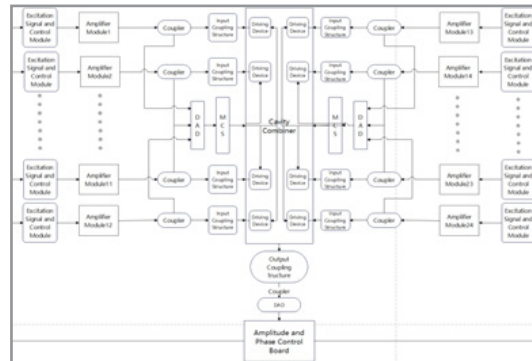 Excitation
Signal and
Control
Module
Amplifier
Module1
Coupler
Input
Coupling
Structure
Driving
Device
Driving
Device
Input
Coupling
Structure
Coupler
Amplifier
Module13
Excitation
Signal and
Control
Module
Excitation
Signal and
Control
Module
Amplifier
Module2
Coupler
Input
Coupling
Structure
Driving
Device
Driving
Device
Input
Coupling
Structure
Coupler
Amplifier
Module14
Excitation
Signal and
Control
Module
D
A
D
M
C
S
Cavity
Combiner
M
C
S
D
A
D
Excitation
Signal and
Control
Module
Amplifier
Module11
Coupler
Input
Coupling
Structure
Driving
Device
Driving
Device
Input
Coupling
Structure
Coupler
Amplifier
Module23
Excitation
Signal and
Control
Module
Excitation
Signal and
Control
Module
Amplifier
Module12
Coupler
Input
Coupling
Structure
Driving
Device
Driving
Device
Input
Coupling
Structure
Coupler
Amplifier
Module24
Excitation
Signal and
Control
Module
Output
Coupling
Structure
Coupler
DAD
Amplitude and
Phase Control
Board